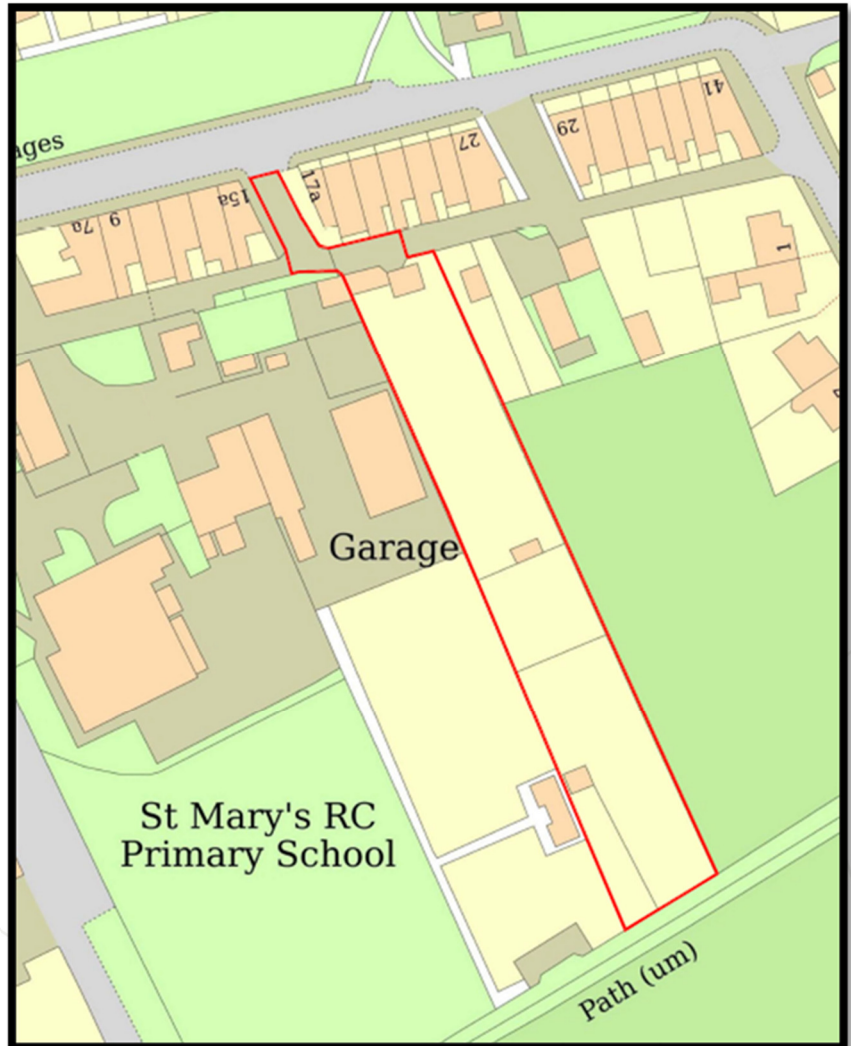 ages
41
29
27
17a
15a
9
7a
1
Garage
St Mary's RC
Primary School
Path (um)